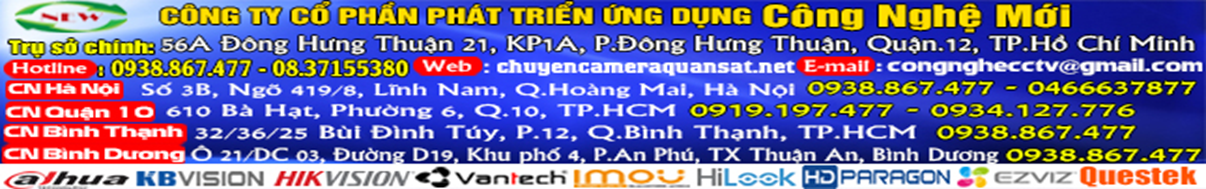 NEW CÔNG TY CỔ PHẦN PHÁT TRIỂN ỨNG DỤNG Công Nghệ Mới
Trụ sở chính: 56A Đông Hưng Thuận 21, KP1A, P.Đông Hưng Thuận, Quận.12, TP.Hồ Chí Minh
Hotline : 0938.867.477 - 08.37155380 Web : chuyencameraquansat.net E-mail : congnghecctv@gmail.com
CN Hà Nội Số 3B, Ngõ 419/8, Lĩnh Nam, Q.Hoàng Mai, Hà Nội 0938.867.477 - 0466637877
CN Quận 10 610 Bà Hạt, Phường 6, Q.10, TP.HCM 0919.197.477 - 0934.127.776
CN Bình Thạnh 32/36/25 Bùi Đình Túy, P.12, Q.Bình Thạnh, TP.HCM 0938.867.477
CN Bình Dương Ô 21/DC 03, Đường D19, Khu phố 4, P.An Phú, TX Thuận An, Bình Dương 0938.867.477
alhua KBVISION HIKVISION Vantech imou HiLook HDPARAGON EZVIZ Questek